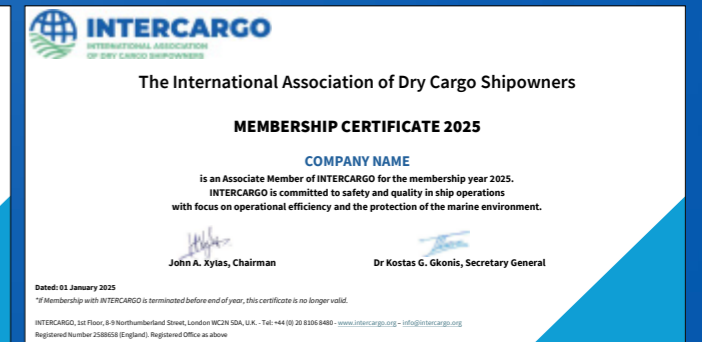 INTERCARGO
INTERNATIONAL ASSOCIATION
OF DRY CARGO SHIPOWNERS
The International Association of Dry Cargo Shipowners
MEMBERSHIP CERTIFICATE 2025
COMPANY NAME
is an Associate Member of INTERCARGO for the membership year 2025.
INTERCARGO is committed to safety and quality in ship operations
with focus on operational efficiency and the protection of the marine environment.
John A. Xylas, Chairman
Dr Kostas G. Gkonis, Secretary General
Dated: 01 January 2025
*If Membership with INTERCARGO is terminated before end of year, this certificate is no longer valid.
INTERCARGO, 1st Floor, 8-9 Northumberland Street, London WC2N 5DA, U.K. - Tel: +44 (0) 20 8106 8480 - www.intercargo.org – info@intercargo.org
Registered Number 2588658 (England). Registered Office as above